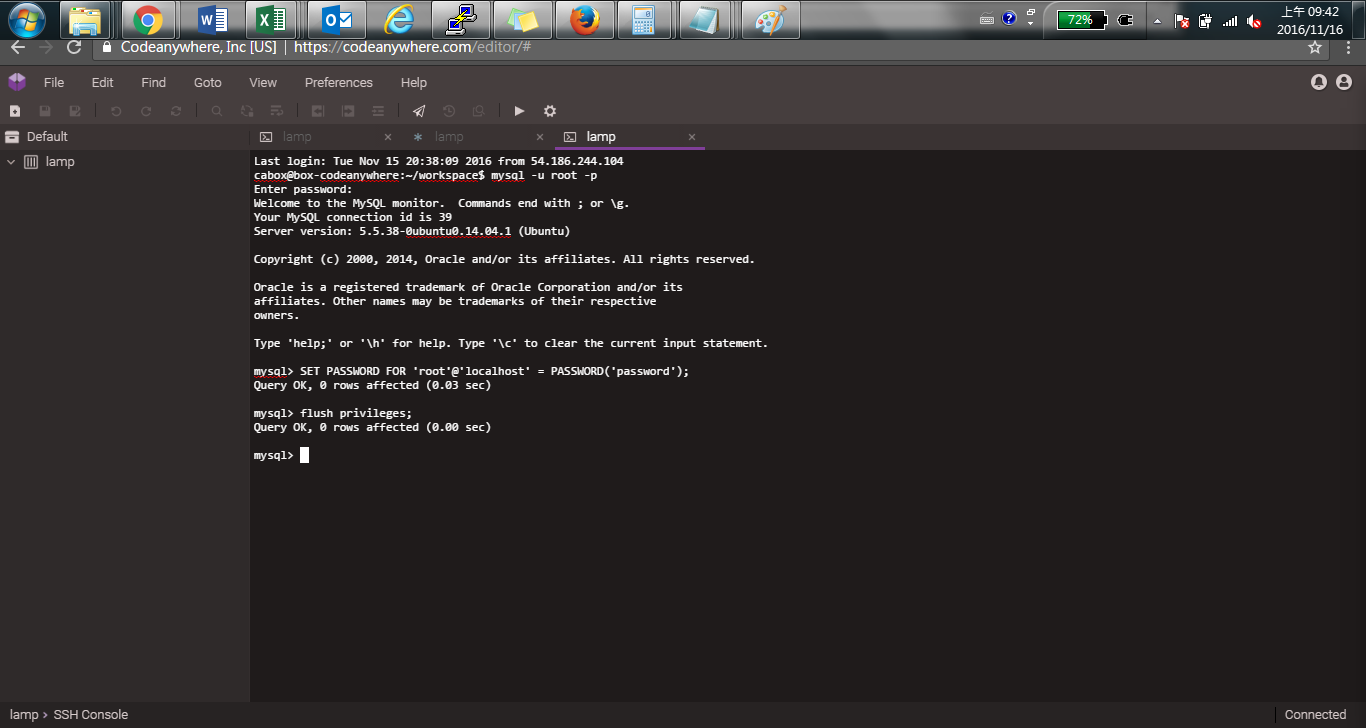 上午 09:42
72%
2016/11/16
Codeanywhere, Inc [US] | https://codeanywhere.com/editor/#
File Edit Find Goto View Preferences Help
Default
lamp
lamp × * lamp × lamp ×
Last login: Tue Nov 15 20:38:09 2016 from 54.186.244.104
cabox@box-codeanywhere:~/workspace$ mysql -u root -p
Enter password:
Welcome to the MySQL monitor.  Commands end with ; or \g.
Your MySQL connection id is 39
Server version: 5.5.38-0ubuntu0.14.04.1 (Ubuntu)
Copyright (c) 2000, 2014, Oracle and/or its affiliates. All rights reserved.
Oracle is a registered trademark of Oracle Corporation and/or its
affiliates. Other names may be trademarks of their respective
owners.
Type 'help;' or '\h' for help. Type '\c' to clear the current input statement.
mysql> SET PASSWORD FOR 'root'@'localhost' = PASSWORD('password');
Query OK, 0 rows affected (0.03 sec)
mysql> flush privileges;
Query OK, 0 rows affected (0.00 sec)
mysql>
lamp › SSH Console
Connected